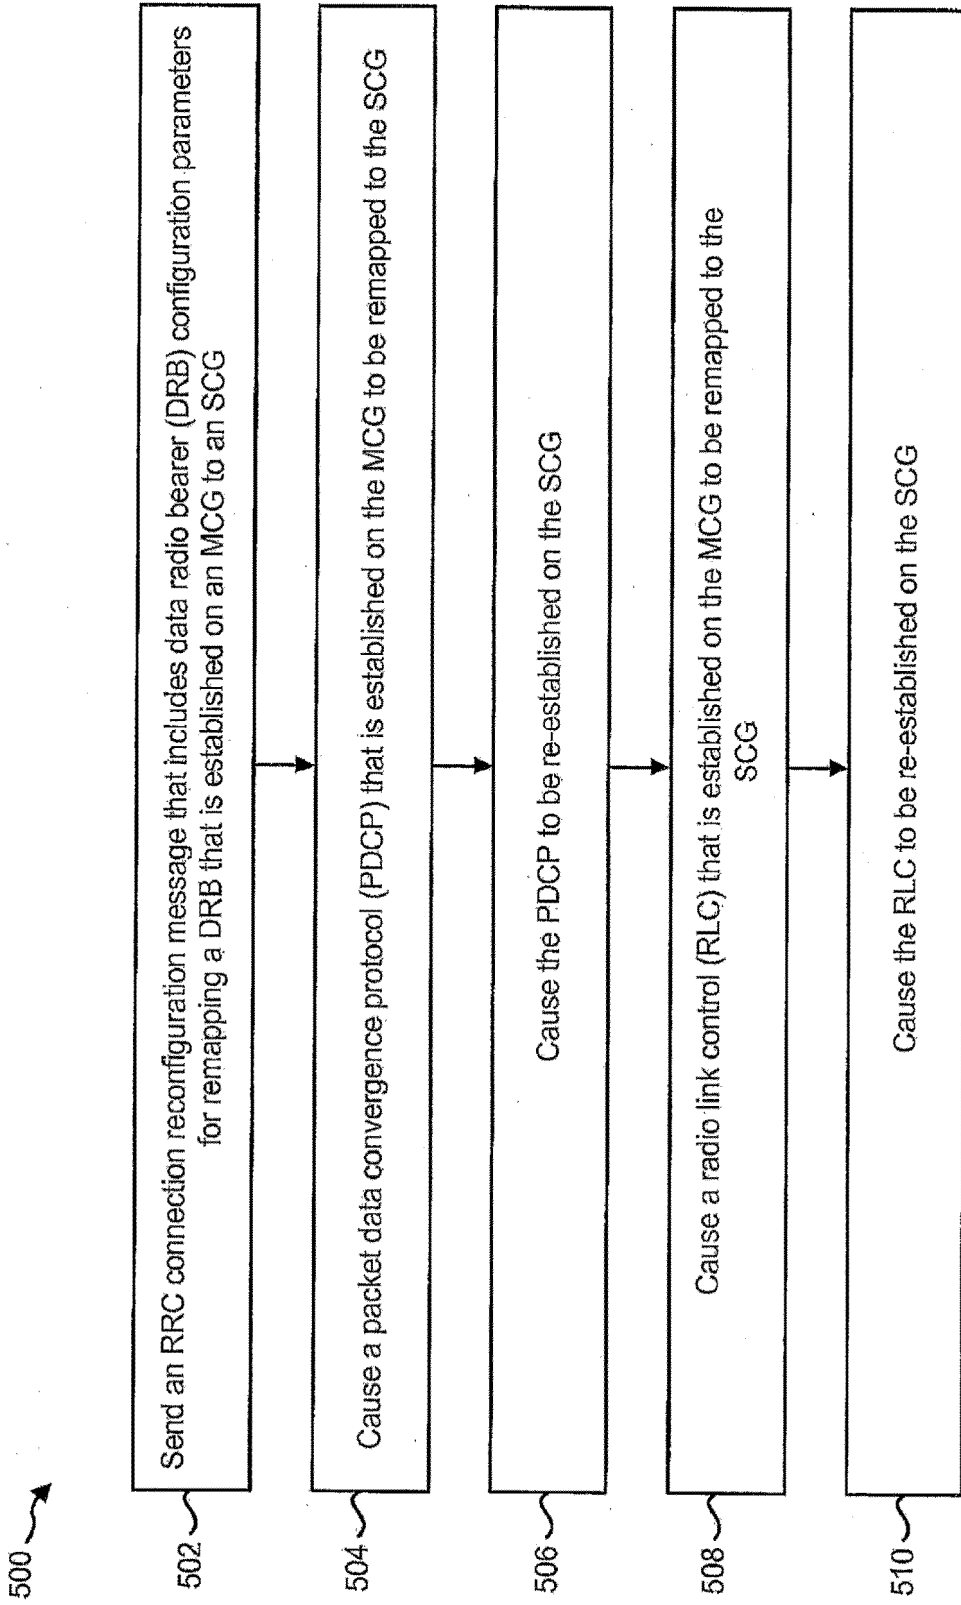 500
502
Send an RRC connection reconfiguration message that includes data radio bearer (DRB) configuration parameters
for remapping a DRB that is established on an MCG to an SCG
504
Cause a packet data convergence protocol (PDCP) that is established on the MCG to be remapped to the SCG
506
Cause the PDCP to be re-established on the SCG
508
Cause a radio link control (RLC) that is established on the MCG to be remapped to the
SCG
510
Cause the RLC to be re-established on the SCG